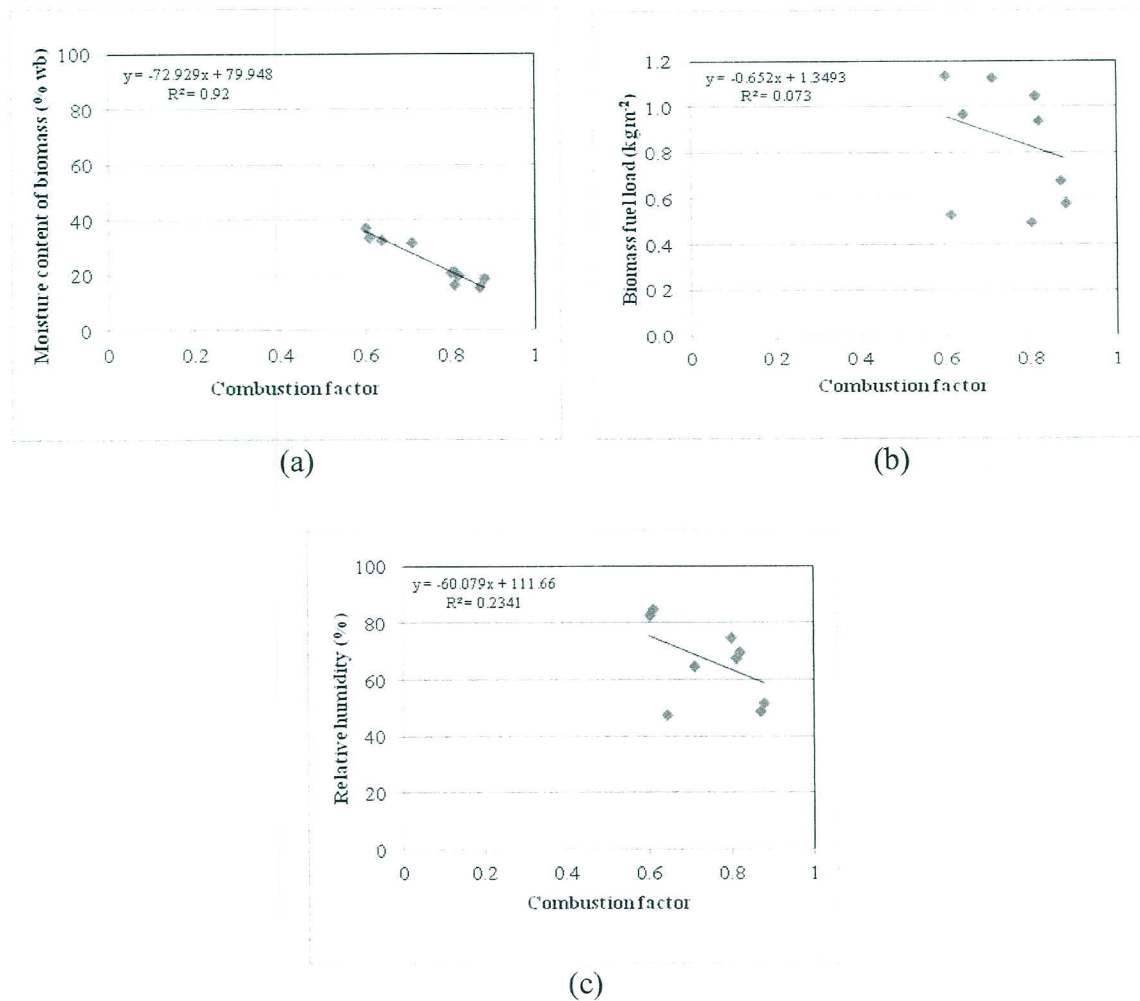 y = -72.929x + 79.948
R² = 0.92
Moisture content of biomass (% wb)
100
80
60
40
20
0
0 0.2 0.4 0.6 0.8 1
Combustion factor
(a)
y = -0.652x + 1.3493
R² = 0.073
Biomass fuel load (kgm⁻²)
1.2
1.0
0.8
0.6
0.4
0.2
0.0
0 0.2 0.4 0.6 0.8 1
Combustion factor
(b)
y = -60.079x + 111.66
R² = 0.2341
Relative humidity (%)
100
80
60
40
20
0
0 0.2 0.4 0.6 0.8 1
Combustion factor
(c)